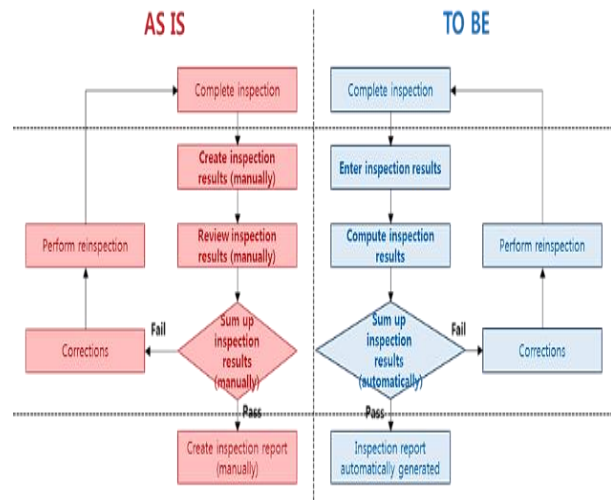 AS IS
Complete inspection
Create inspection
results (manually)
Review inspection
results (manually)
Perform reinspection
Sum up
inspection
results
(manually)
Fail
Corrections
Pass
Create inspection report
(manually)
TO BE
Complete inspection
Enter inspection results
Compute inspection
results
Perform reinspection
Sum up
inspection
results
(automatically)
Fail
Corrections
Pass
Inspection report
automatically generated